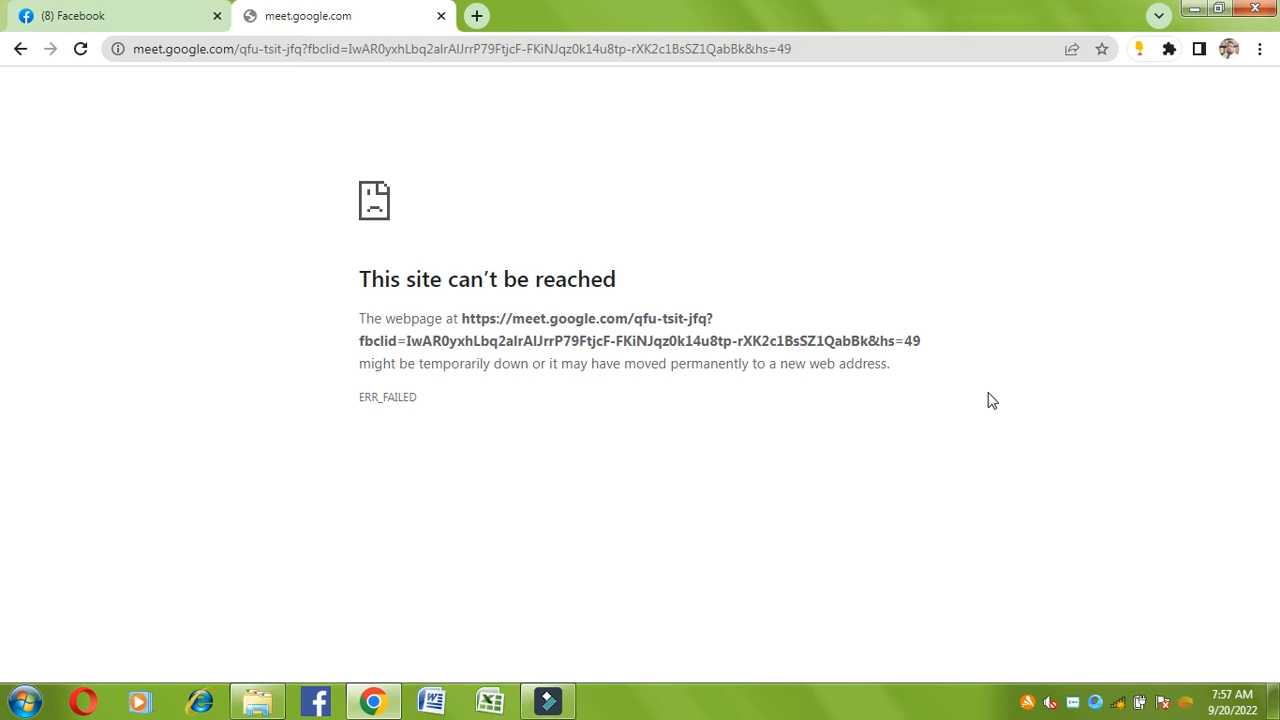 (8) Facebook
meet.google.com
meet.google.com/qfu-tsit-jfq?fbclid=IwAR0yxhLbq2alrAlJrrP79FtjcF-FKiNJqz0k14u8tp-rXK2c1BsSZ1QabBk&hs=49
This site can't be reached
The webpage at https://meet.google.com/qfu-tsit-jfq?
fbclid=IwAR0yxhLbq2alrAlJrrP79FtjcF-FKiNJqz0k14u8tp-rXK2c1BsSZ1QabBk&hs=49
might be temporarily down or it may have moved permanently to a new web address.
ERR_FAILED
7:57 AM
9/20/2022